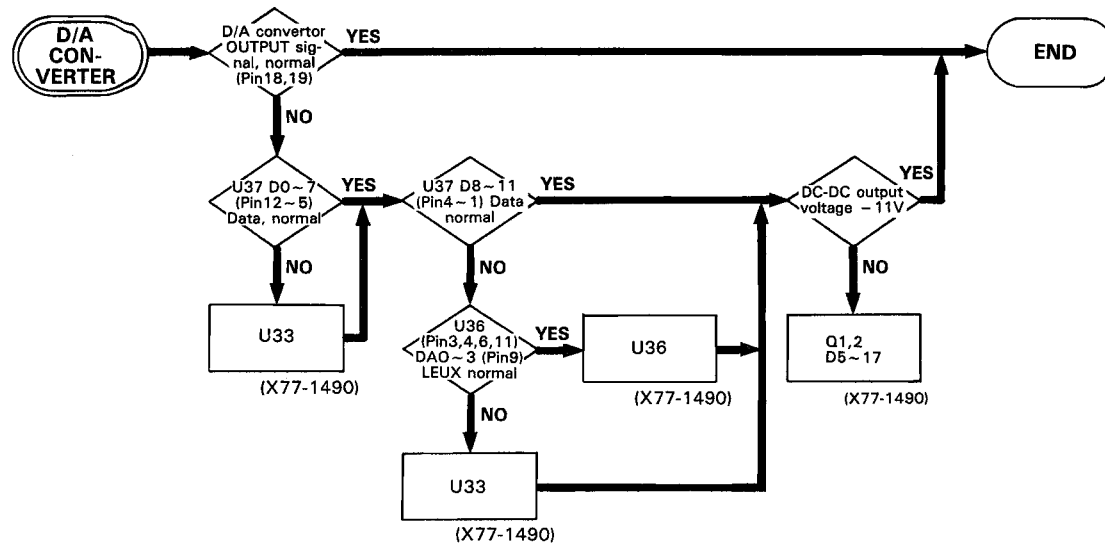 D/A
CON-
VERTER
D/A convertor
OUTPUT sig-
nal, normal
(Pin18,19)
YES
END
NO
U37 D0~7
(Pin12~5)
Data, normal
YES
U37 D8~11
(Pin4~1) Data
normal
YES
DC-DC output
voltage −11V
YES
NO
NO
NO
U33
(X77-1490)
U36
(Pin3,4,6,11)
DA0~3 (Pin9)
LEUX normal
YES
U36
(X77-1490)
Q1,2
D5~17
(X77-1490)
NO
U33
(X77-1490)